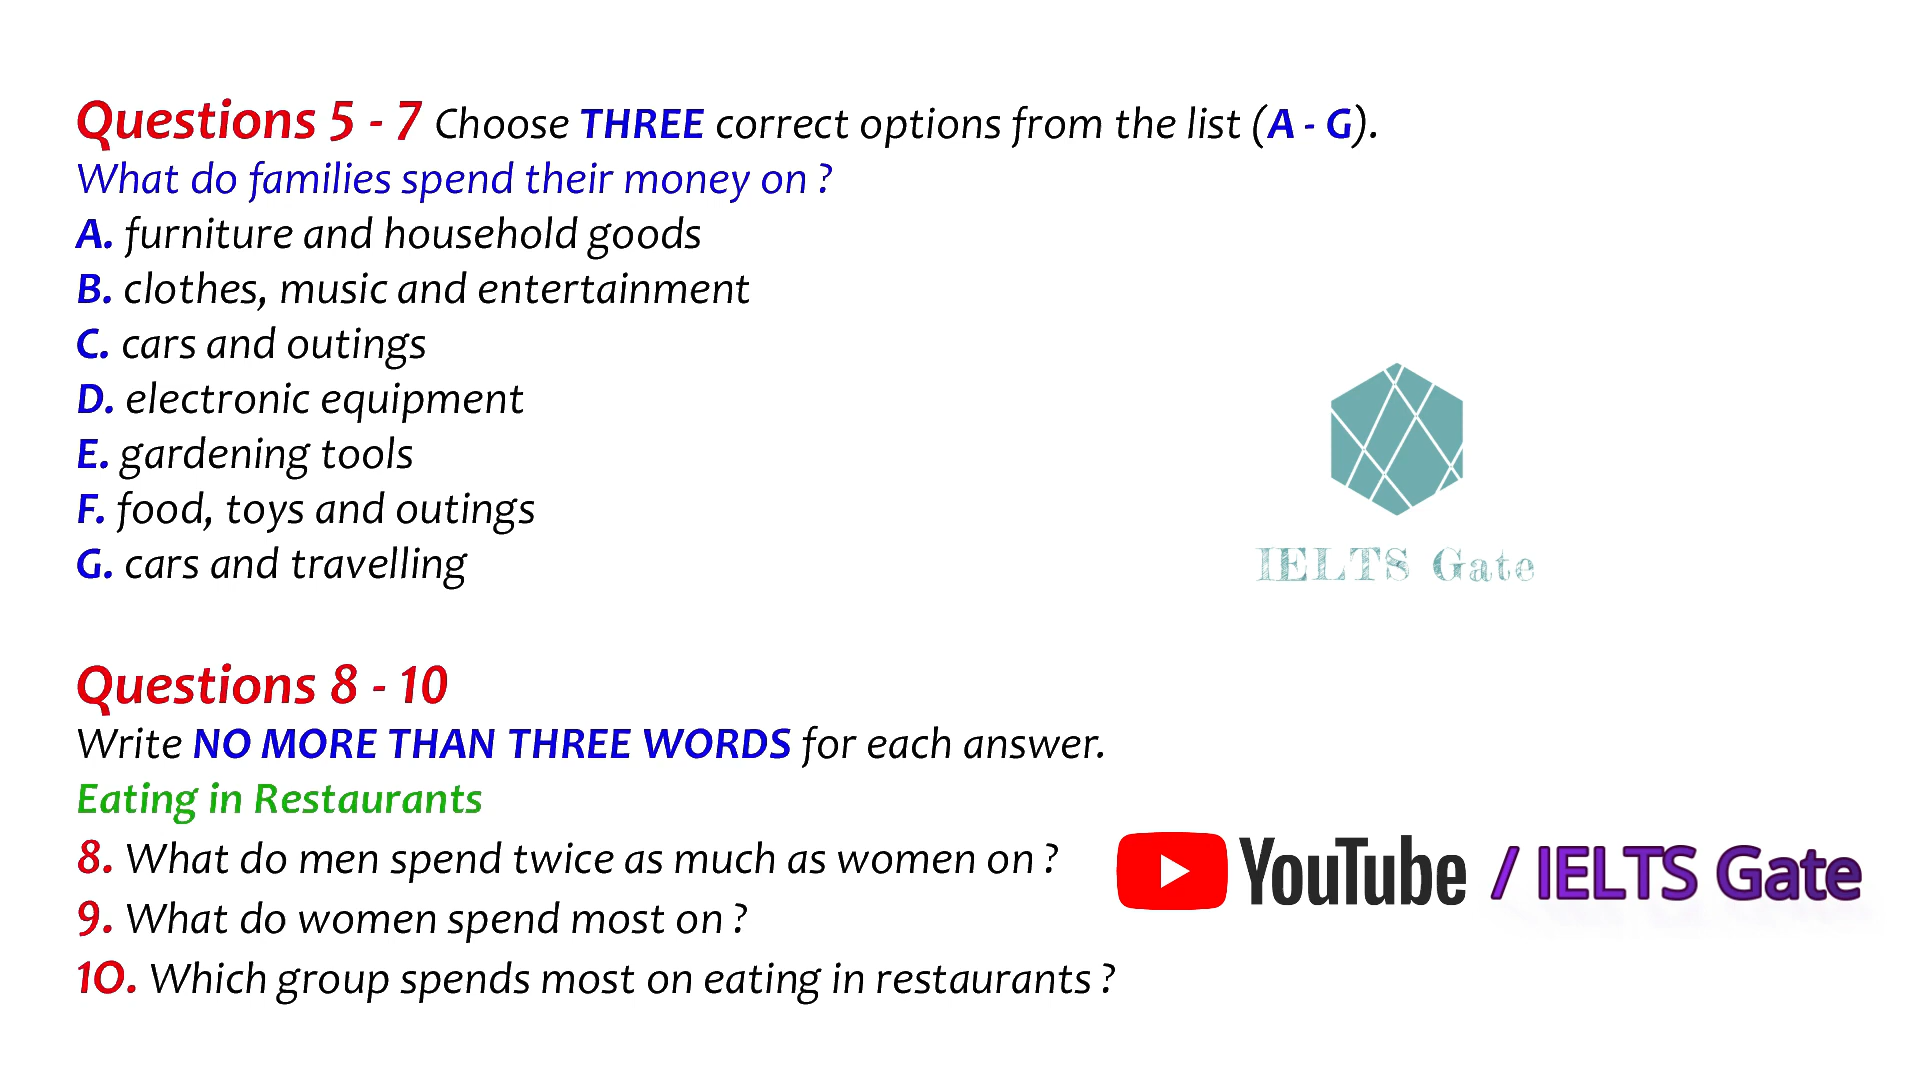 Questions 5 - 7 Choose THREE correct options from the list (A - G).
What do families spend their money on ?
A. furniture and household goods
B. clothes, music and entertainment
C. cars and outings
D. electronic equipment
E. gardening tools
F. food, toys and outings
G. cars and travelling
IELTS Gate
Questions 8 - 10
Write NO MORE THAN THREE WORDS for each answer.
Eating in Restaurants
8. What do men spend twice as much as women on ?
9. What do women spend most on ?
10. Which group spends most on eating in restaurants ?
YouTube / IELTS Gate